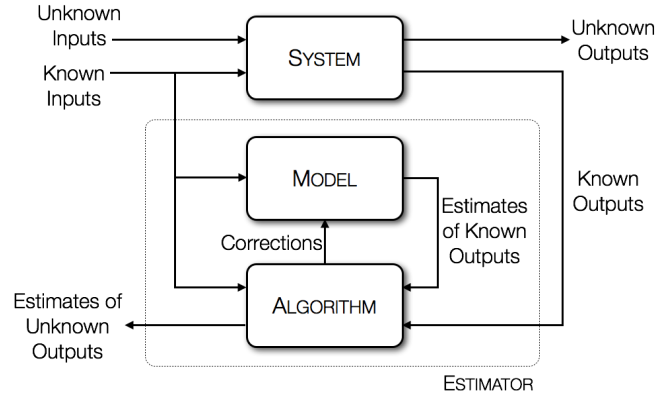 Unknown
Inputs
Known
Inputs
SYSTEM
Unknown
Outputs
MODEL
Known
Outputs
Estimates
of Known
Outputs
Corrections
ALGORITHM
Estimates of
Unknown
Outputs
ESTIMATOR